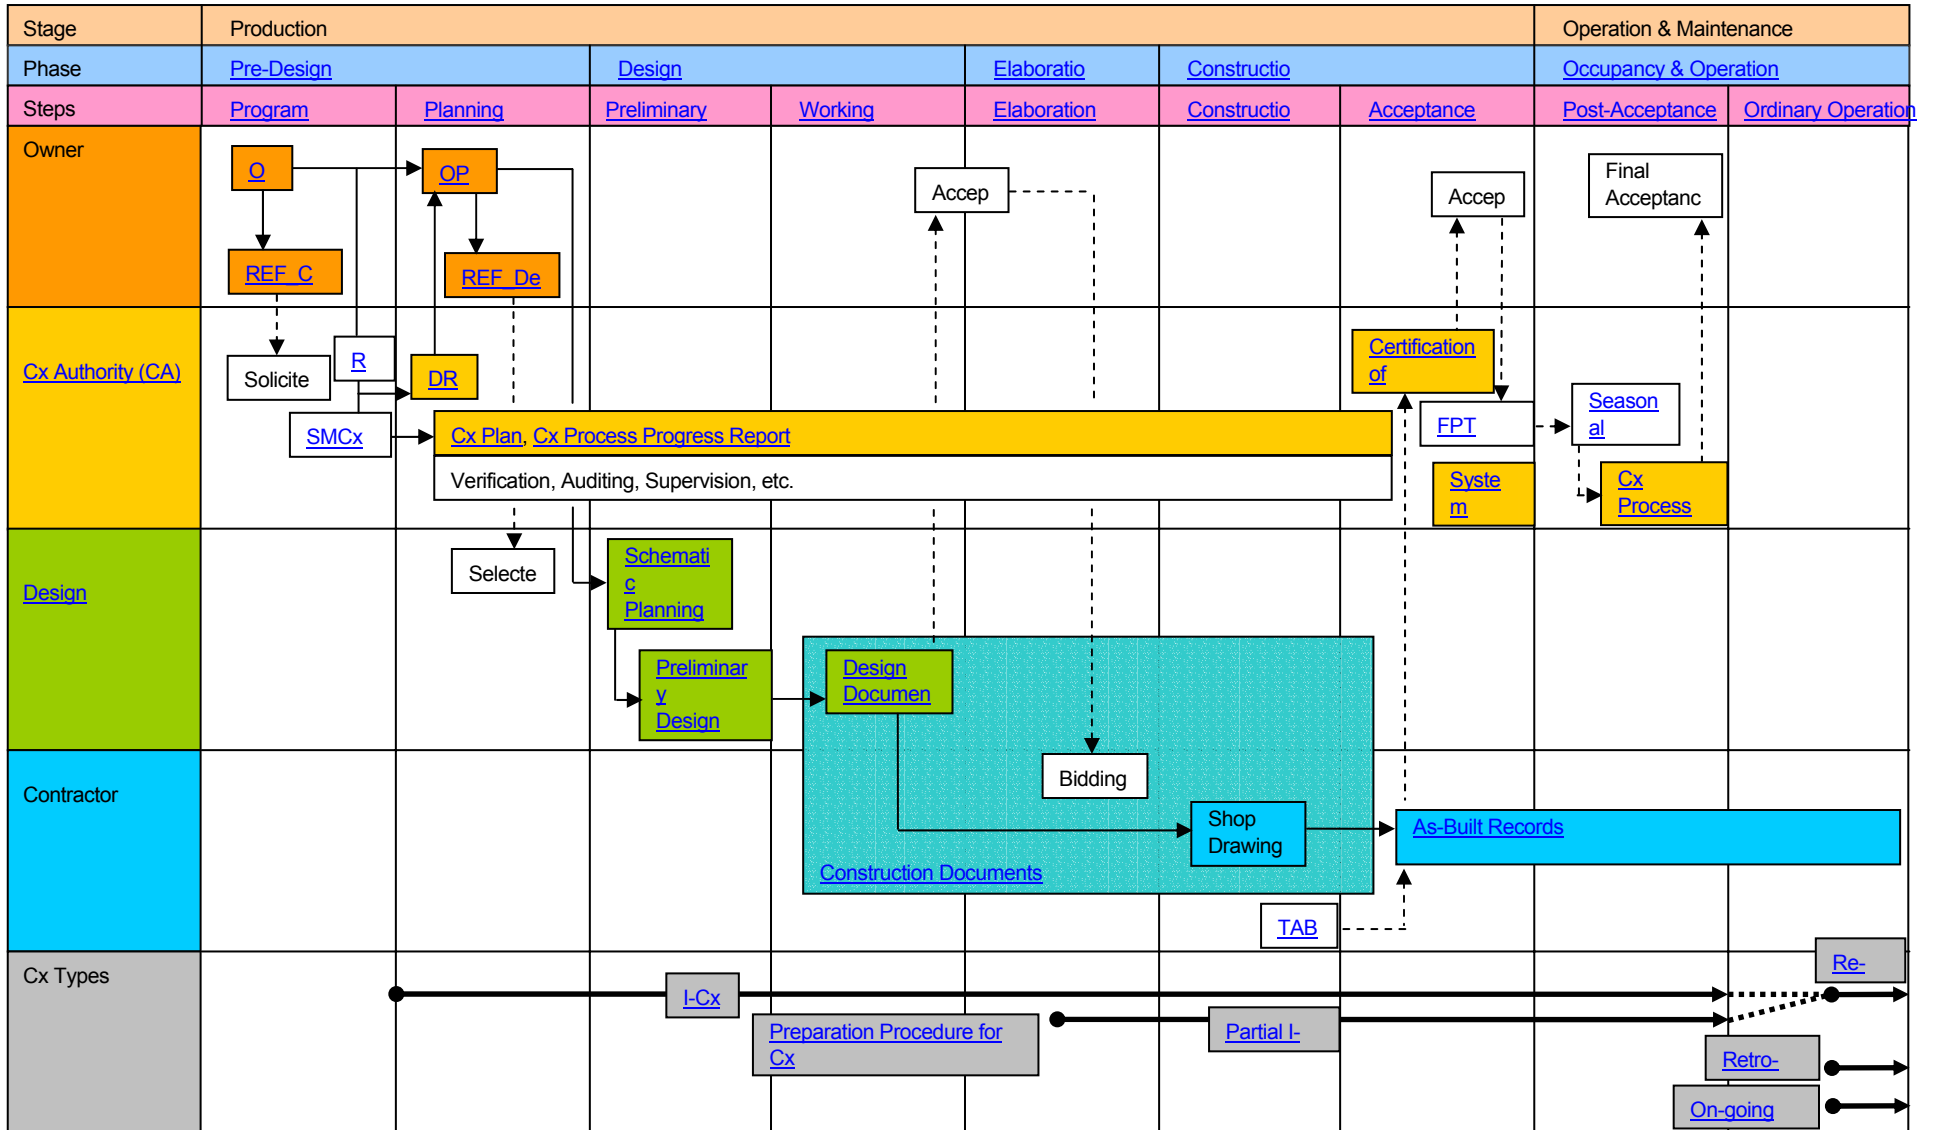 Stage
Production
Operation & Maintenance
Phase
Pre-Design
Design
Elaboratio
Constructio
Occupancy & Operation
Steps
Program
Planning
Preliminary
Working
Elaboration
Constructio
Acceptance
Post-Acceptance
Ordinary Operation
Owner
O
OP
Accep
Accep
Final
Acceptanc
REF_C
REF_De
Cx Authority (CA)
Solicite
R
DR
SMCx
Certification
of
Season
al
FPT
Cx Plan, Cx Process Progress Report
Verification, Auditing, Supervision, etc.
Syste
m
Cx
Process
Design
Selecte
Schemati
c
Planning
Preliminar
y
Design
Design
Documen
Contractor
Bidding
Shop
Drawing
As-Built Records
Construction Documents
TAB
Cx Types
Re-
I-Cx
Preparation Procedure for
Cx
Partial I-
Retro-
On-going